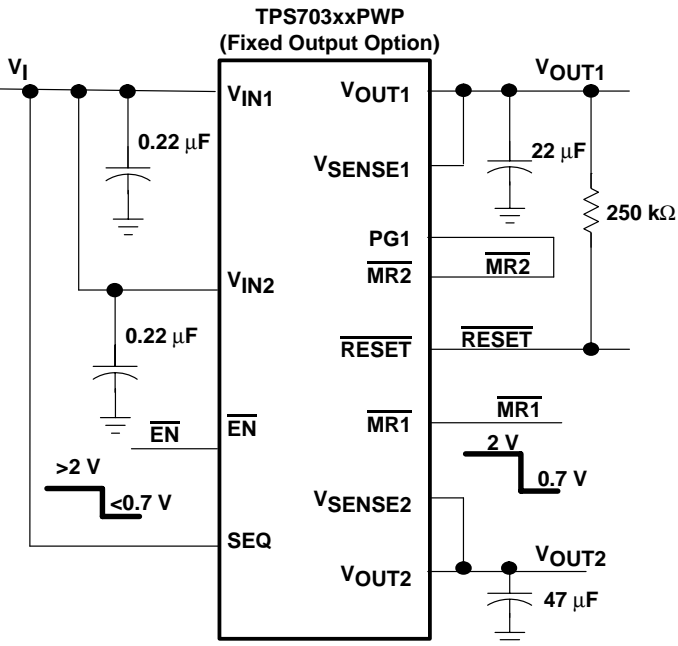 TPS703xxPWP
(Fixed Output Option)
VI
VIN1
VOUT1
VOUT1
0.22 μF
VSENSE1
22 μF
250 kΩ
PG1
MR2
MR2
VIN2
0.22 μF
RESET
RESET
EN
EN
MR1
MR1
>2 V
<0.7 V
2 V
0.7 V
VSENSE2
SEQ
VOUT2
VOUT2
47 μF